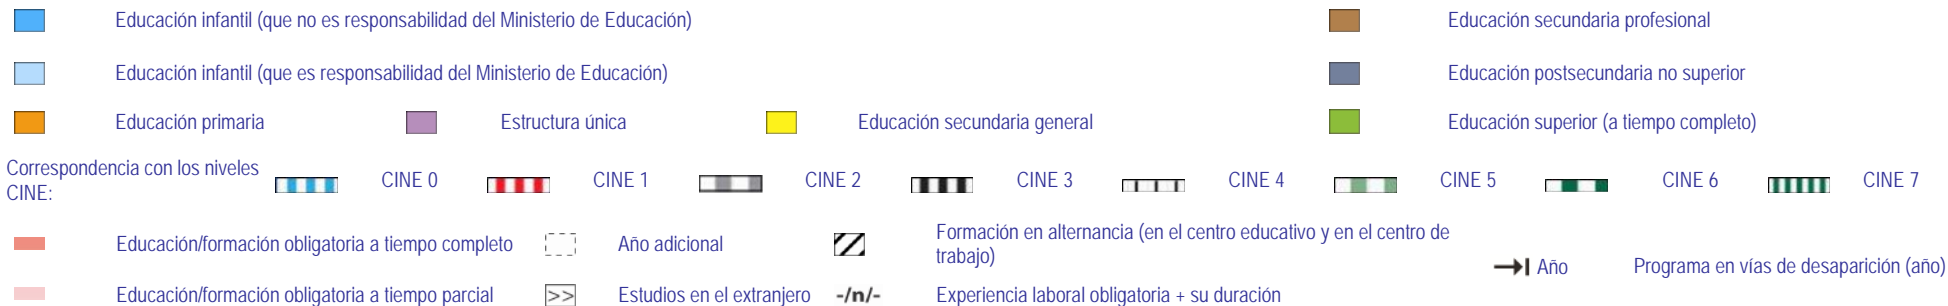 Educación infantil (que no es responsabilidad del Ministerio de Educación)
Educación secundaria profesional
Educación infantil (que es responsabilidad del Ministerio de Educación)
Educación postsecundaria no superior
Educación primaria
Estructura única
Educación secundaria general
Educación superior (a tiempo completo)
Correspondencia con los niveles
CINE:
CINE 0
CINE 1
CINE 2
CINE 3
CINE 4
CINE 5
CINE 6
CINE 7
Educación/formación obligatoria a tiempo completo
Año adicional
Formación en alternancia (en el centro educativo y en el centro de
trabajo)
Año
Programa en vías de desaparición (año)
Educación/formación obligatoria a tiempo parcial
>>
Estudios en el extranjero
-/n/-
Experiencia laboral obligatoria + su duración